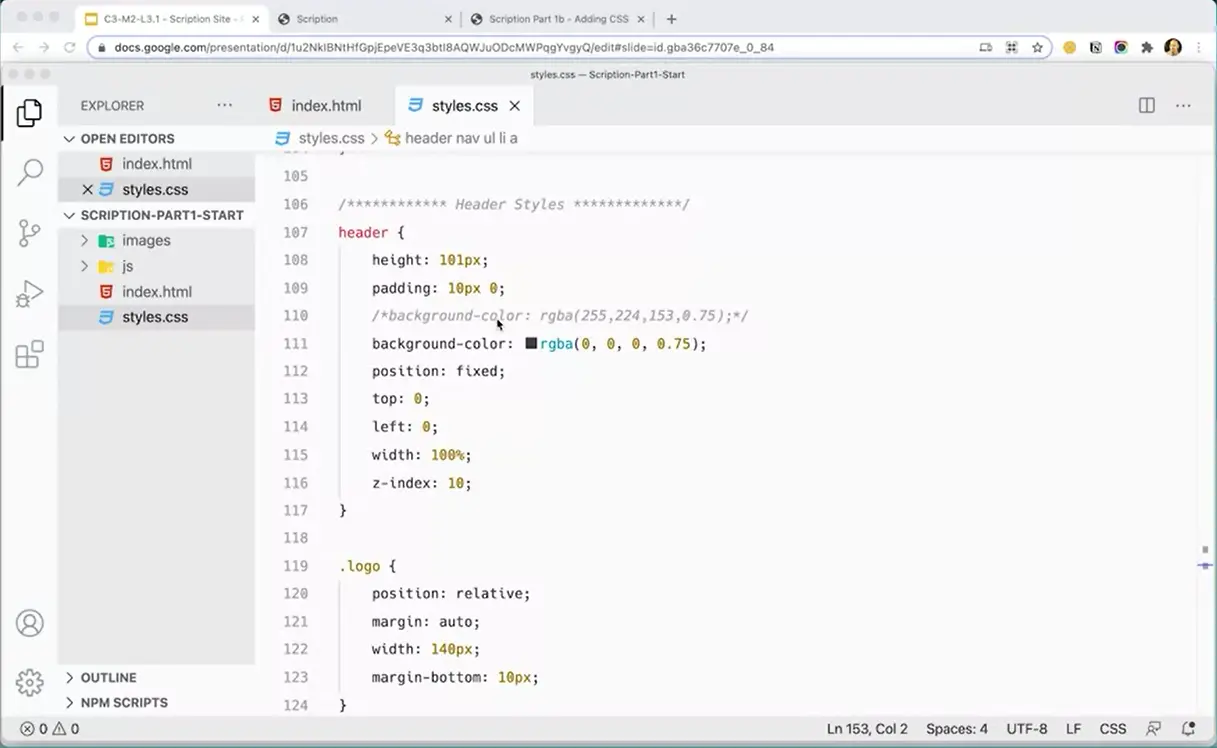 C3-M2-L3.1 - Scription Site -
Scription
Scription Part 1b - Adding CSS
docs.google.com/presentation/d/1u2NkIBNtHfGpjEpeVE3q3btI8AQWJuODcMWPqgYvgyQ/edit#slide=id.gba36c7707e_0_84
styles.css — Scription-Part1-Start
EXPLORER
index.html
styles.css
OPEN EDITORS
styles.css > header nav ul li a
index.html
styles.css
SCRIPTION-PART1-START
images
js
index.html
styles.css
OUTLINE
NPM SCRIPTS
105
106 /************ Header Styles *************/
107 header {
108 height: 101px;
109 padding: 10px 0;
110 /*background-color: rgba(255,224,153,0.75);*/
111 background-color: rgba(0, 0, 0, 0.75);
112 position: fixed;
113 top: 0;
114 left: 0;
115 width: 100%;
116 z-index: 10;
117 }
118
119 .logo {
120 position: relative;
121 margin: auto;
122 width: 140px;
123 margin-bottom: 10px;
124 }
0 0
Ln 153, Col 2 Spaces: 4 UTF-8 LF CSS